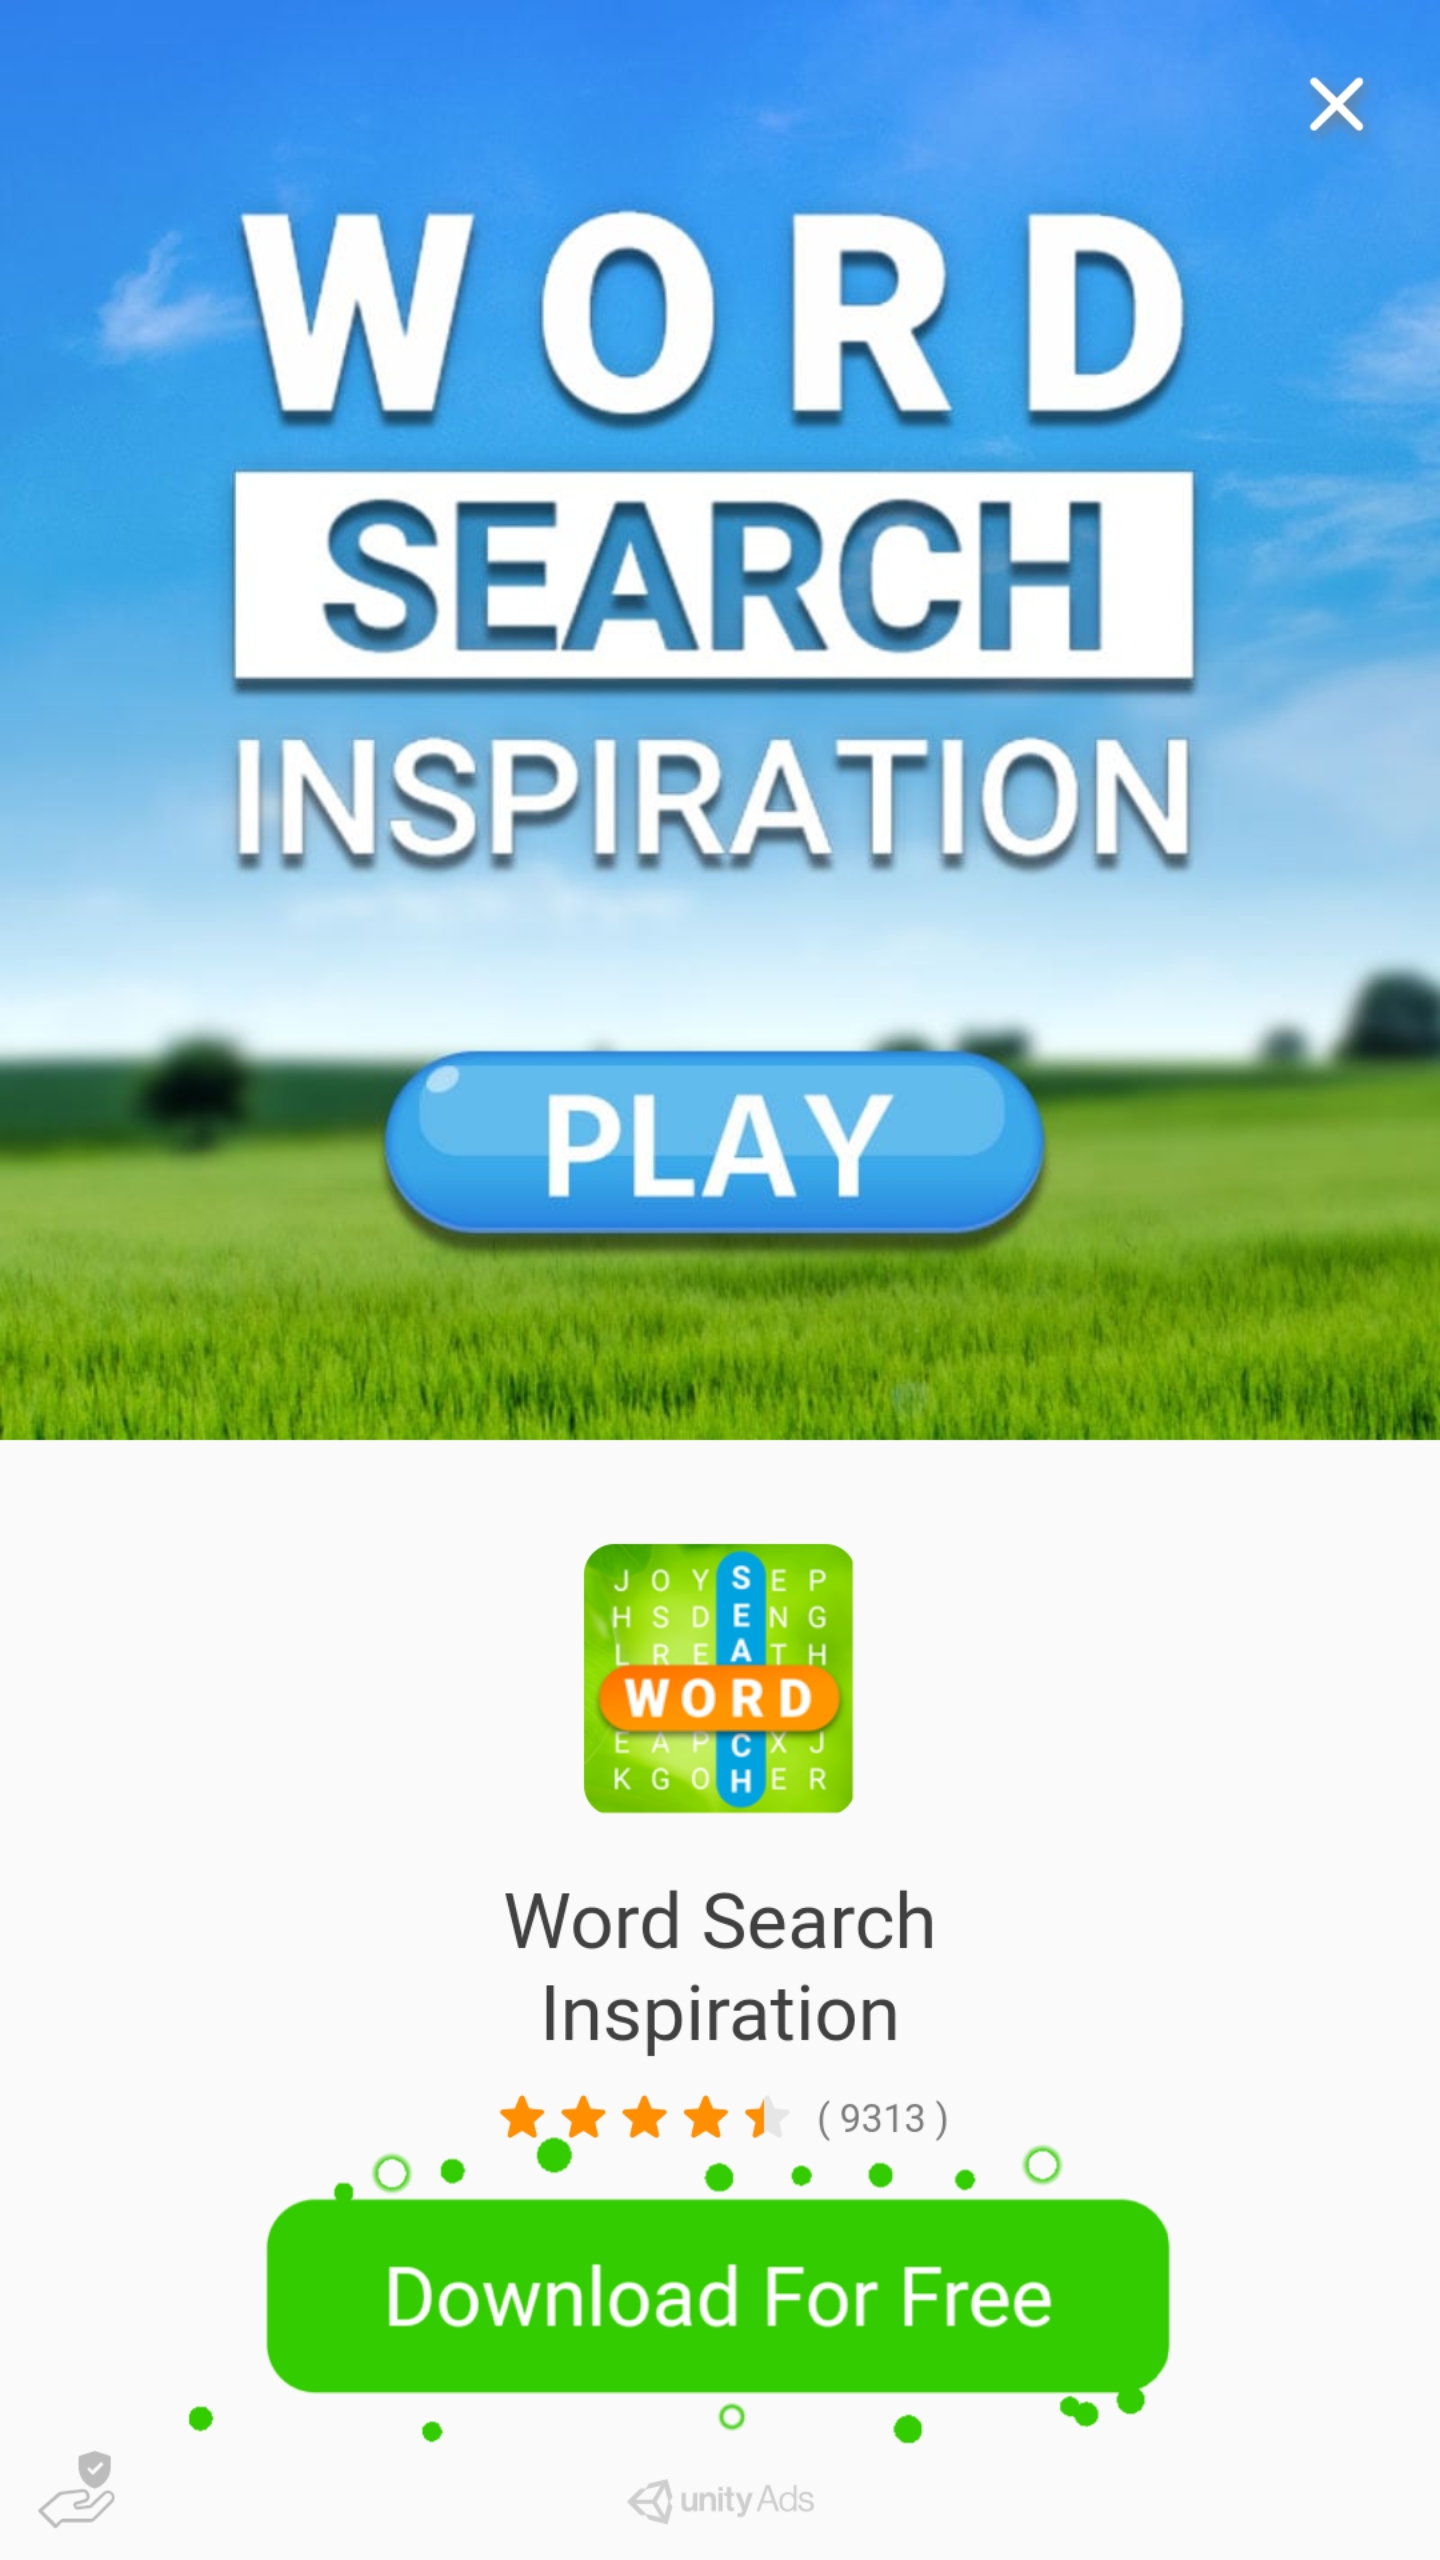 WORD
SEARCH
INSPIRATION
PLAY
J O Y S E P
H S D E N G
L R E A T H
WORD
E A P C X J
K G O H E R
Word Search
Inspiration
( 9313 )
Download For Free
unity Ads